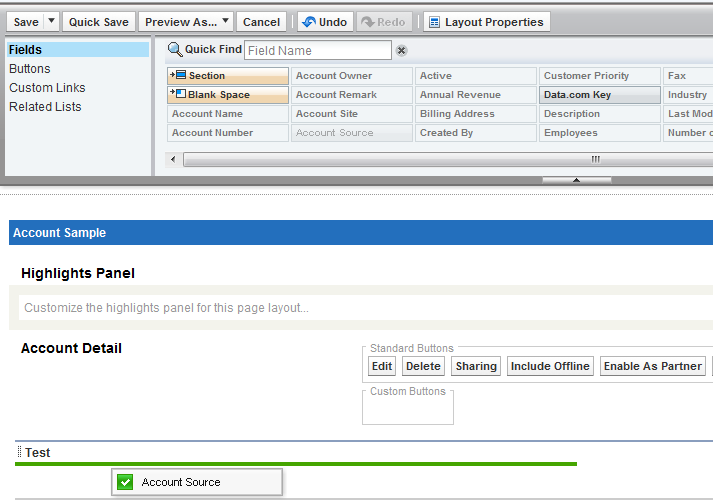 Save Quick Save Preview As... Cancel Undo Redo Layout Properties
Fields
Buttons
Custom Links
Related Lists
Quick Find Field Name
Section Account Owner Active Customer Priority Fax
Blank Space Account Remark Annual Revenue Data.com Key Industry
Account Name Account Site Billing Address Description Last Mod
Account Number Account Source Created By Employees Number o
Account Sample
Highlights Panel
Customize the highlights panel for this page layout...
Account Detail
Standard Buttons
Edit Delete Sharing Include Offline Enable As Partner
Custom Buttons
Test
Account Source